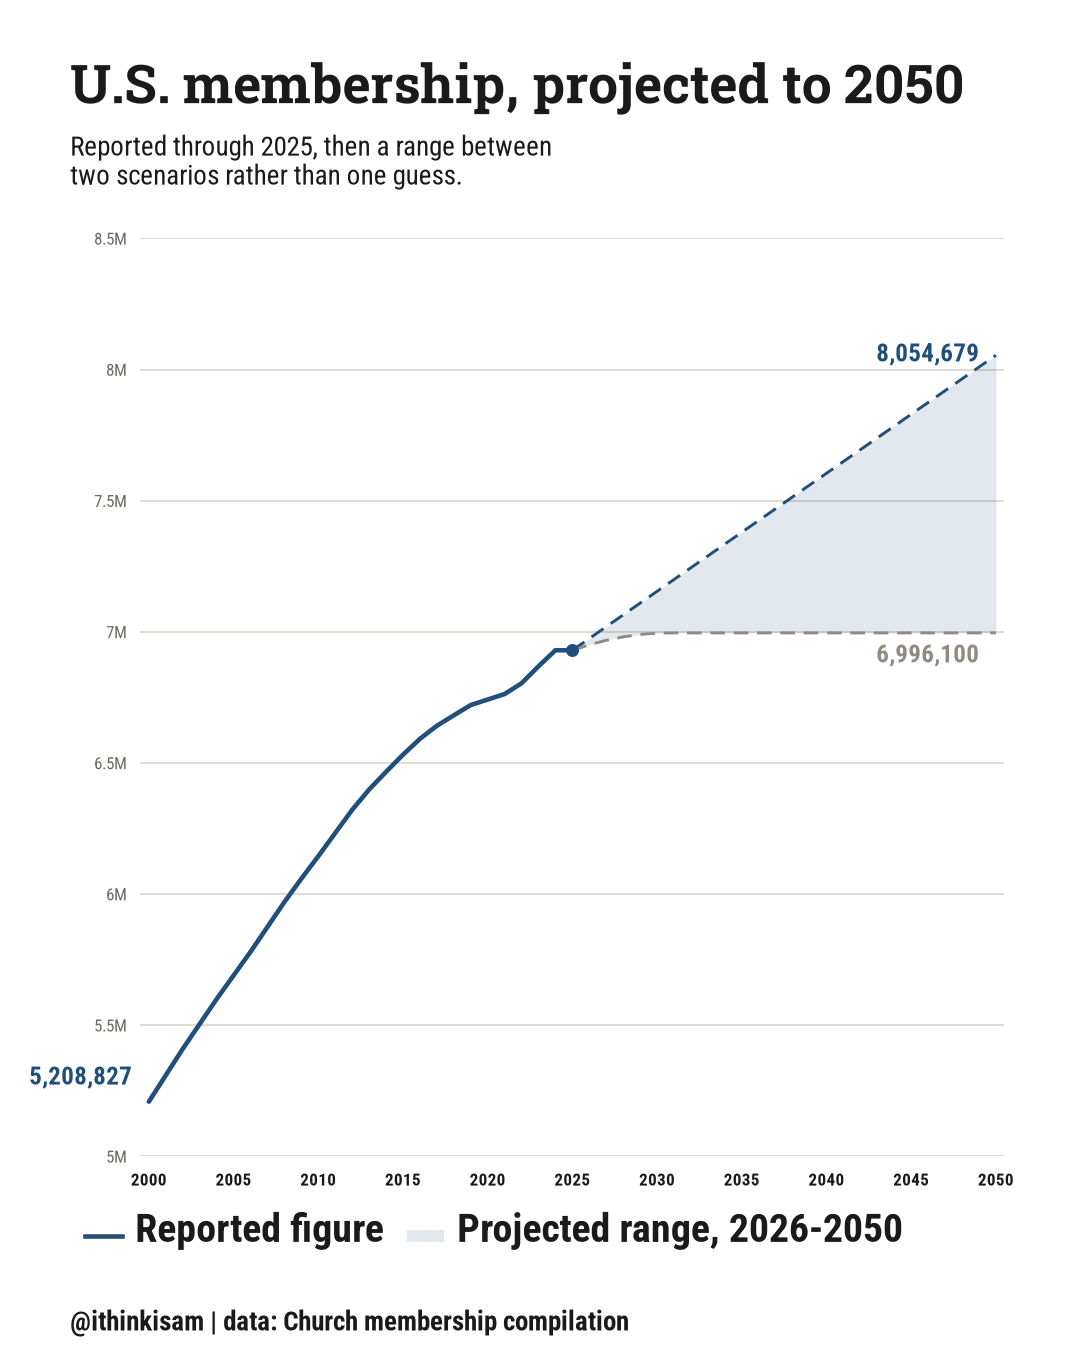 U.S. membership, projected to 2050
Reported through 2025, then a range between
two scenarios rather than one guess.
8.5M
8,054,679
8M
7.5M
7M
6,996,100
6.5M
6M
5.5M
5,208,827
5M
2000 2005 2010 2015 2020 2025 2030 2035 2040 2045 2050
Reported figure Projected range, 2026-2050
@ithinkisam | data: Church membership compilation